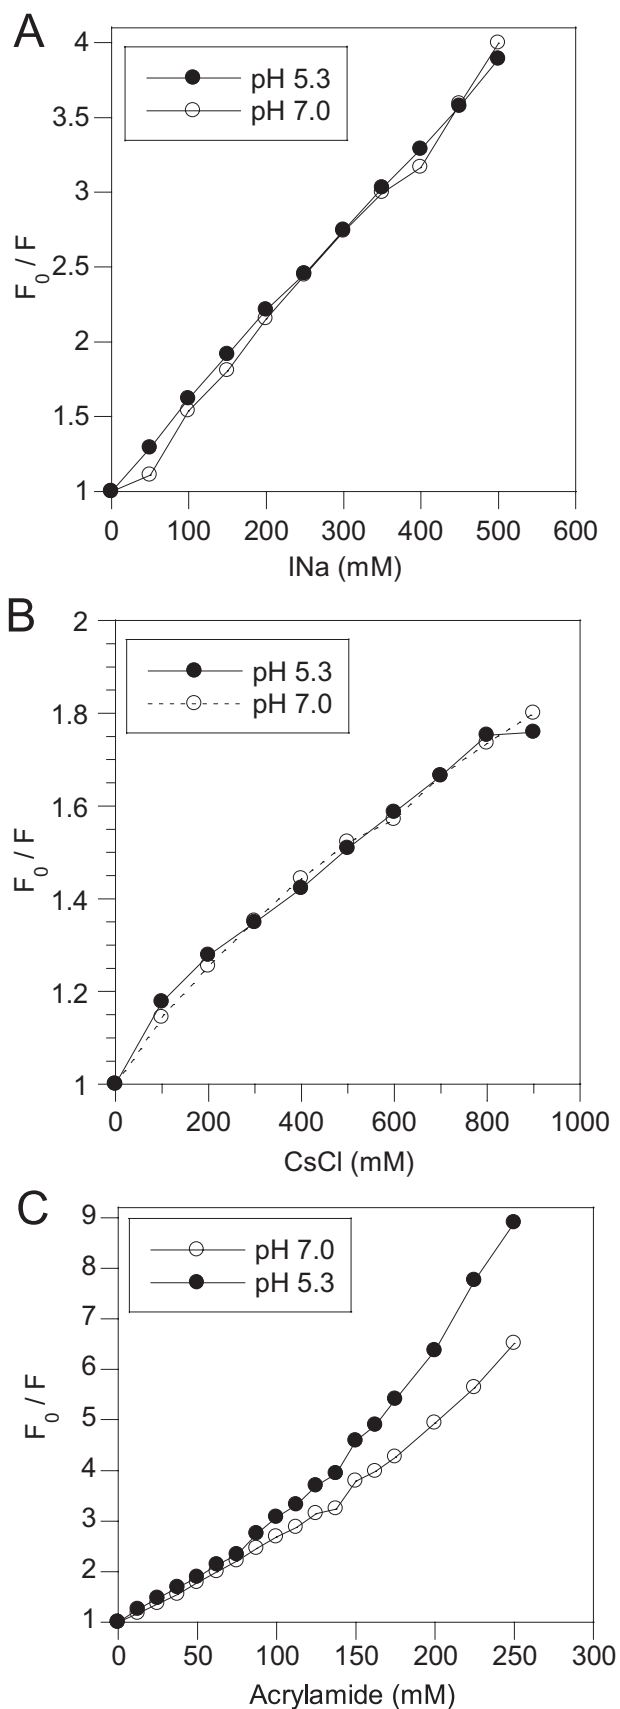 A
4
3.5
3
2.5
2
1.5
1
F0 / F
pH 5.3
pH 7.0
0 100 200 300 400 500 600
INa (mM)
B
2
1.8
1.6
1.4
1.2
1
F0 / F
pH 5.3
pH 7.0
0 200 400 600 800 1000
CsCl (mM)
C
9
8
7
6
5
4
3
2
1
F0 / F
pH 7.0
pH 5.3
0 50 100 150 200 250 300
Acrylamide (mM)